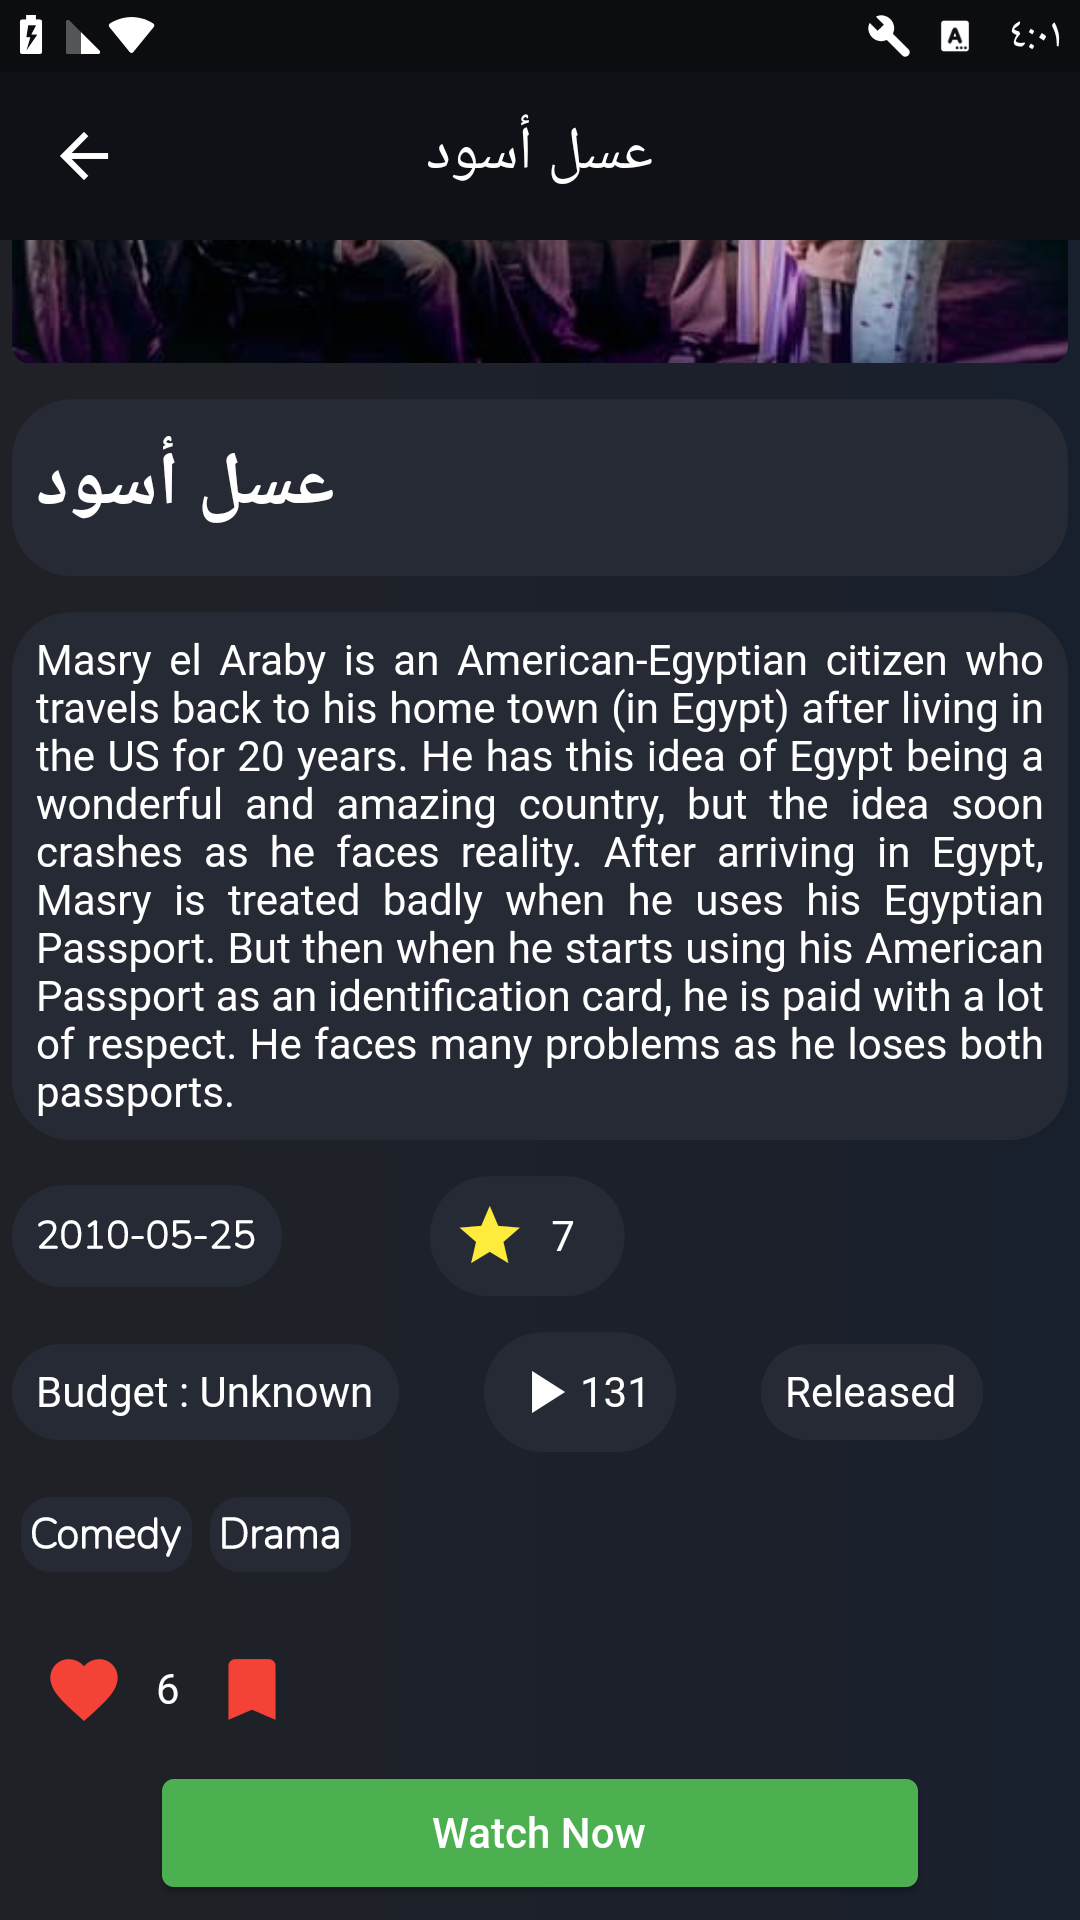 ٤:٠١
عسل أسود
عسل أسود
Masry el Araby is an American-Egyptian citizen who
travels back to his home town (in Egypt) after living in
the US for 20 years. He has this idea of Egypt being a
wonderful and amazing country, but the idea soon
crashes as he faces reality. After arriving in Egypt,
Masry is treated badly when he uses his Egyptian
Passport. But then when he starts using his American
Passport as an identification card, he is paid with a lot
of respect. He faces many problems as he loses both
passports.
2010-05-25 7
Budget : Unknown 131 Released
Comedy Drama
6
Watch Now